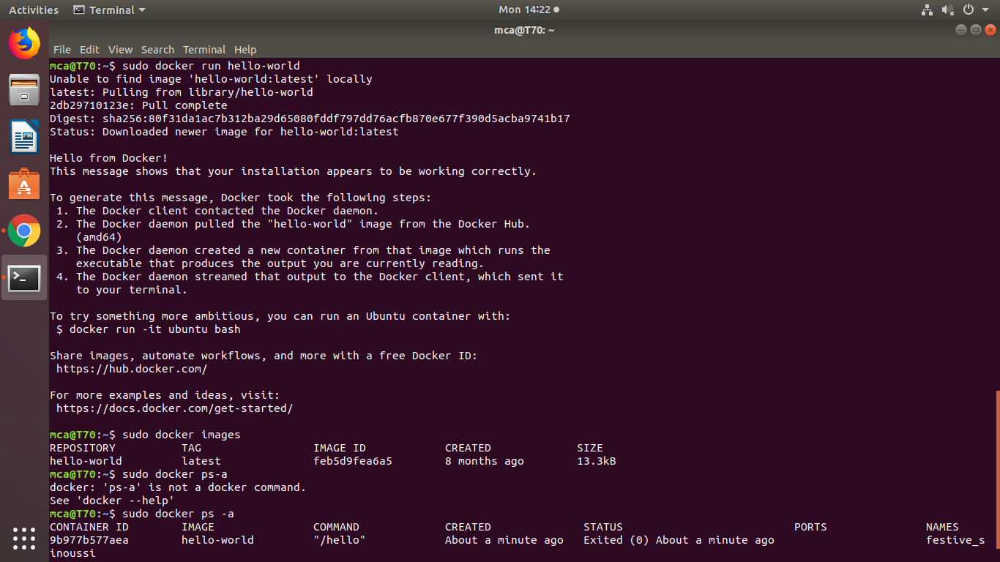 Activities Terminal Mon 14:22
mca@T70: ~
File Edit View Search Terminal Help
mca@T70:~$ sudo docker run hello-world
Unable to find image 'hello-world:latest' locally
latest: Pulling from library/hello-world
2db29710123e: Pull complete
Digest: sha256:80f31da1ac7b312ba29d65080fddf797dd76acfb870e677f390d5acba9741b17
Status: Downloaded newer image for hello-world:latest
Hello from Docker!
This message shows that your installation appears to be working correctly.
To generate this message, Docker took the following steps:
1. The Docker client contacted the Docker daemon.
2. The Docker daemon pulled the "hello-world" image from the Docker Hub.
(amd64)
3. The Docker daemon created a new container from that image which runs the
executable that produces the output you are currently reading.
4. The Docker daemon streamed that output to the Docker client, which sent it
to your terminal.
To try something more ambitious, you can run an Ubuntu container with:
$ docker run -it ubuntu bash
Share images, automate workflows, and more with a free Docker ID:
https://hub.docker.com/
For more examples and ideas, visit:
https://docs.docker.com/get-started/
mca@T70:~$ sudo docker images
REPOSITORY TAG IMAGE ID CREATED SIZE
hello-world latest feb5d9fea6a5 8 months ago 13.3kB
mca@T70:~$ sudo docker ps-a
docker: 'ps-a' is not a docker command.
See 'docker --help'
mca@T70:~$ sudo docker ps -a
CONTAINER ID IMAGE COMMAND CREATED STATUS PORTS NAMES
9b977b577aea hello-world "/hello" About a minute ago Exited (0) About a minute ago festive_s
inoussi